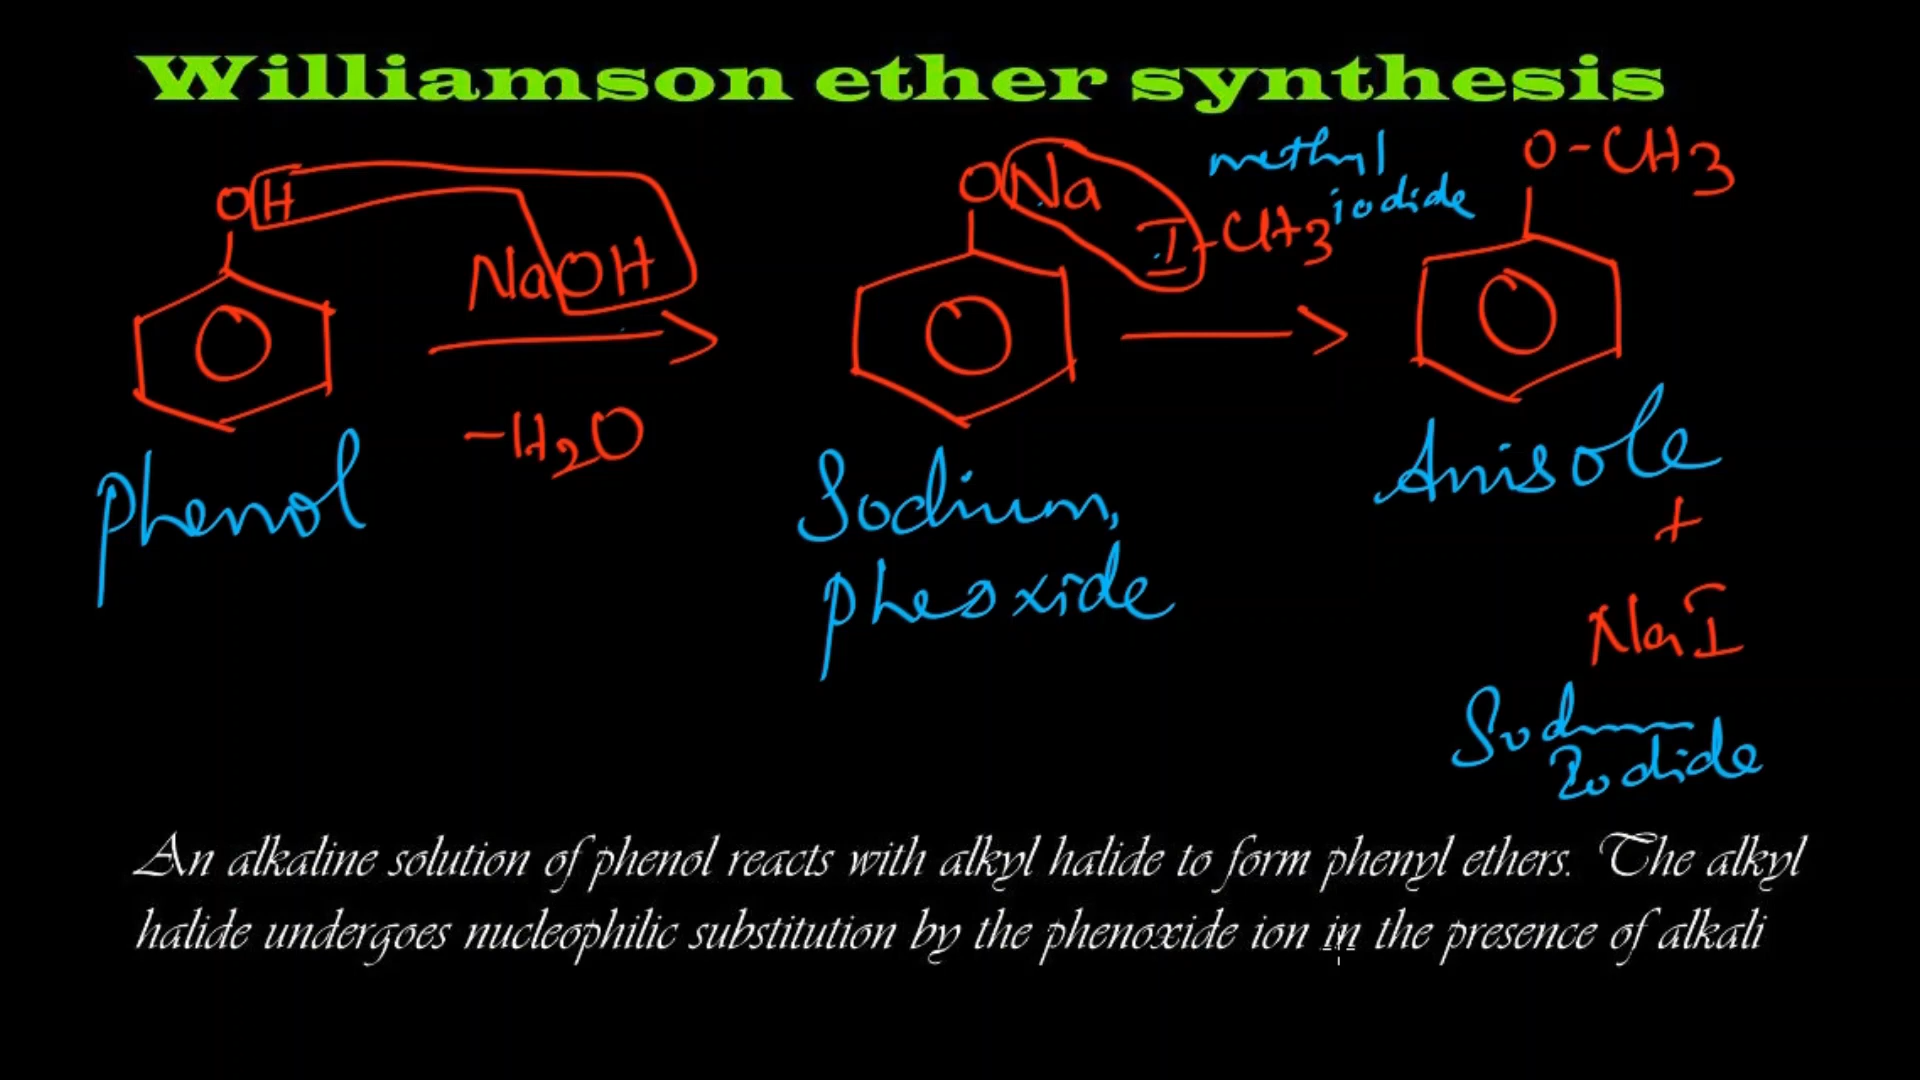 Williamson ether synthesis
OH
NaOH
-H2O
Phenol
ONa
I-CH3
methyl
iodide
Sodium
pheoxide
O-CH3
Anisole
+
NaI
Sodium
Iodide
An alkaline solution of phenol reacts with alkyl halide to form phenyl ethers. The alkyl
halide undergoes nucleophilic substitution by the phenoxide ion in the presence of alkali